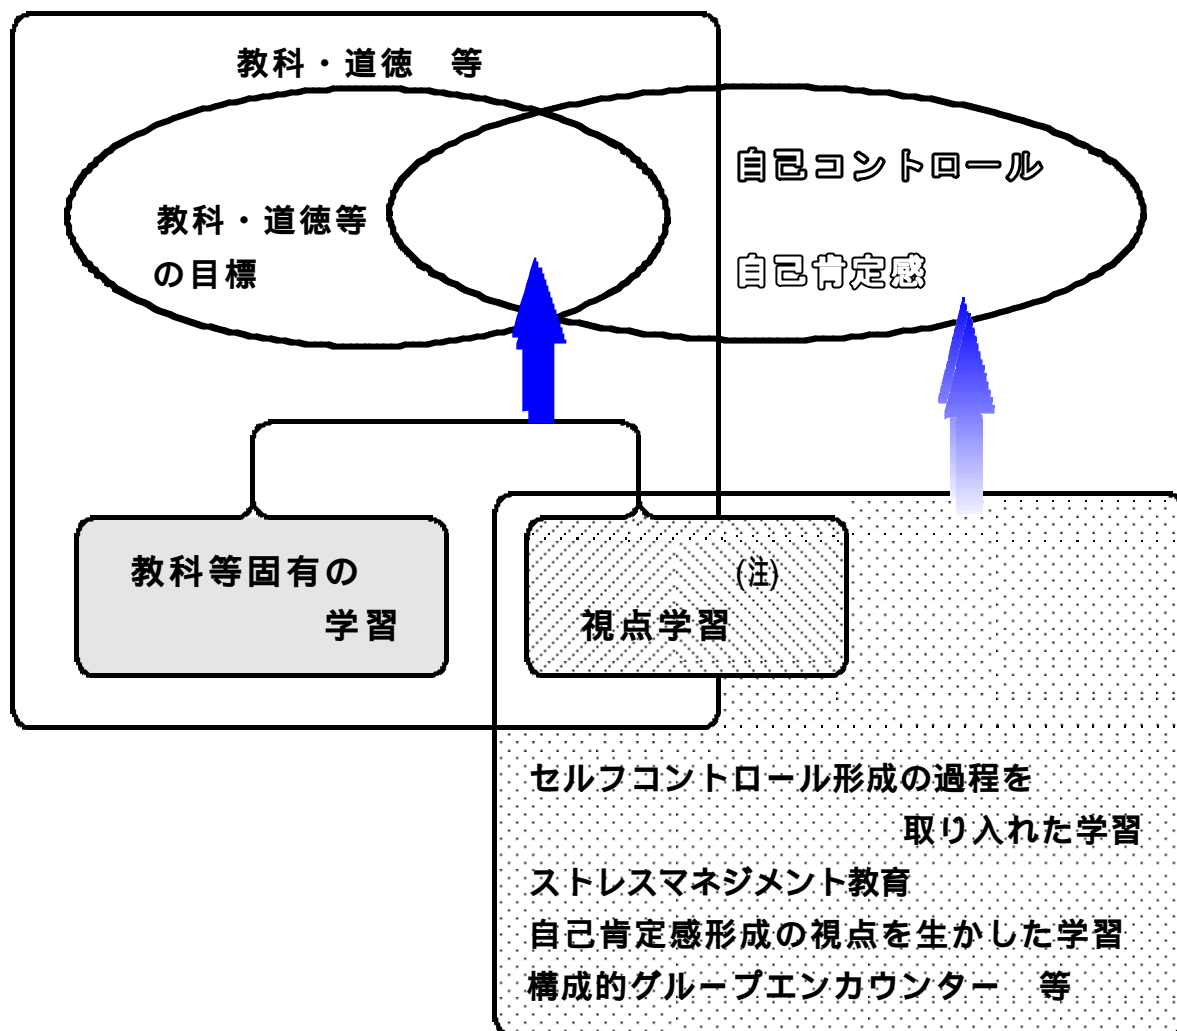 教科・道徳　等
自己コントロール
教科・道徳等
の目標
自己肯定感
教科等固有の
学習
(注)
視点学習
セルフコントロール形成の過程を
取り入れた学習
ストレスマネジメント教育
自己肯定感形成の視点を生かした学習
構成的グループエンカウンター　等